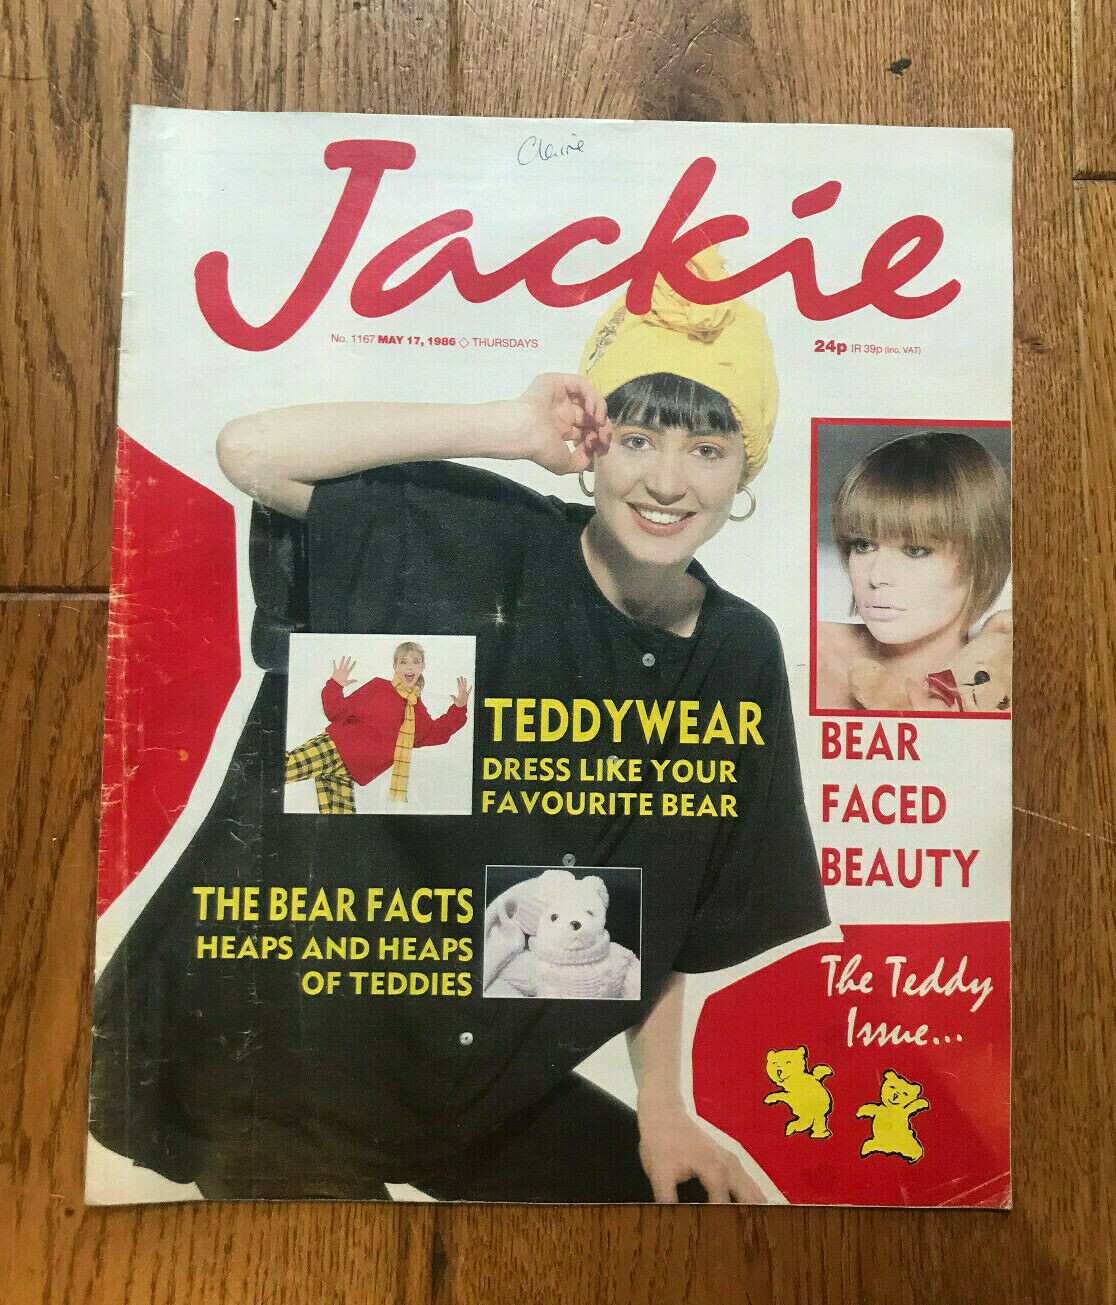 Claire
Jackie
No. 1167 MAY 17, 1986 ◇ THURSDAYS
24p IR 39p (inc. VAT)
TEDDYWEAR
DRESS LIKE YOUR
FAVOURITE BEAR
BEAR
FACED
BEAUTY
THE BEAR FACTS
HEAPS AND HEAPS
OF TEDDIES
The Teddy
Issue...